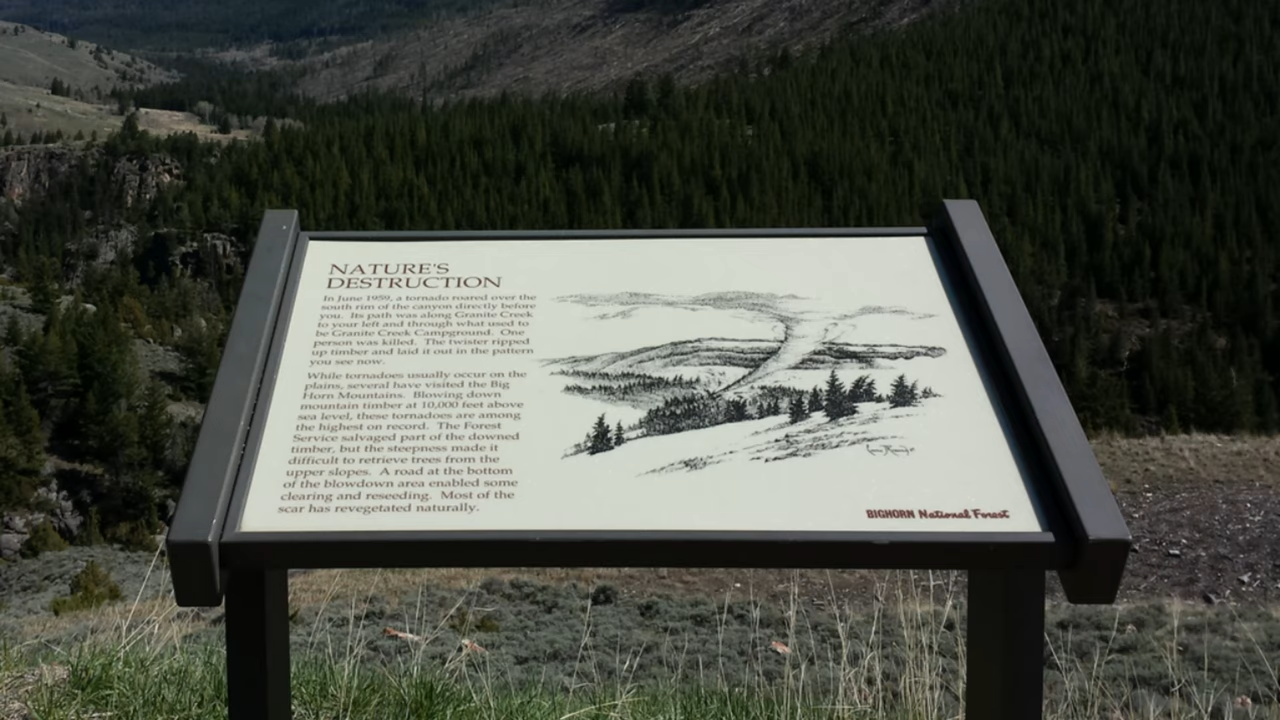 NATURE'S
DESTRUCTION
In June 1959, a tornado roared over the
south rim of the canyon directly before
you. Its path was along Granite Creek
to your left and through what used to
be Granite Creek Campground. One
person was killed. The twister ripped
up timber and laid it out in the pattern
you see now.
While tornadoes usually occur on the
plains, several have visited the Big
Horn Mountains. Blowing down
mountain timber at 10,000 feet above
sea level, these tornadoes are among
the highest on record. The Forest
Service salvaged part of the downed
timber, but the steepness made it
difficult to retrieve trees from the
upper slopes. A road at the bottom
of the blowdown area enabled some
clearing and reseeding. Most of the
scar has revegetated naturally.
BIGHORN National Forest